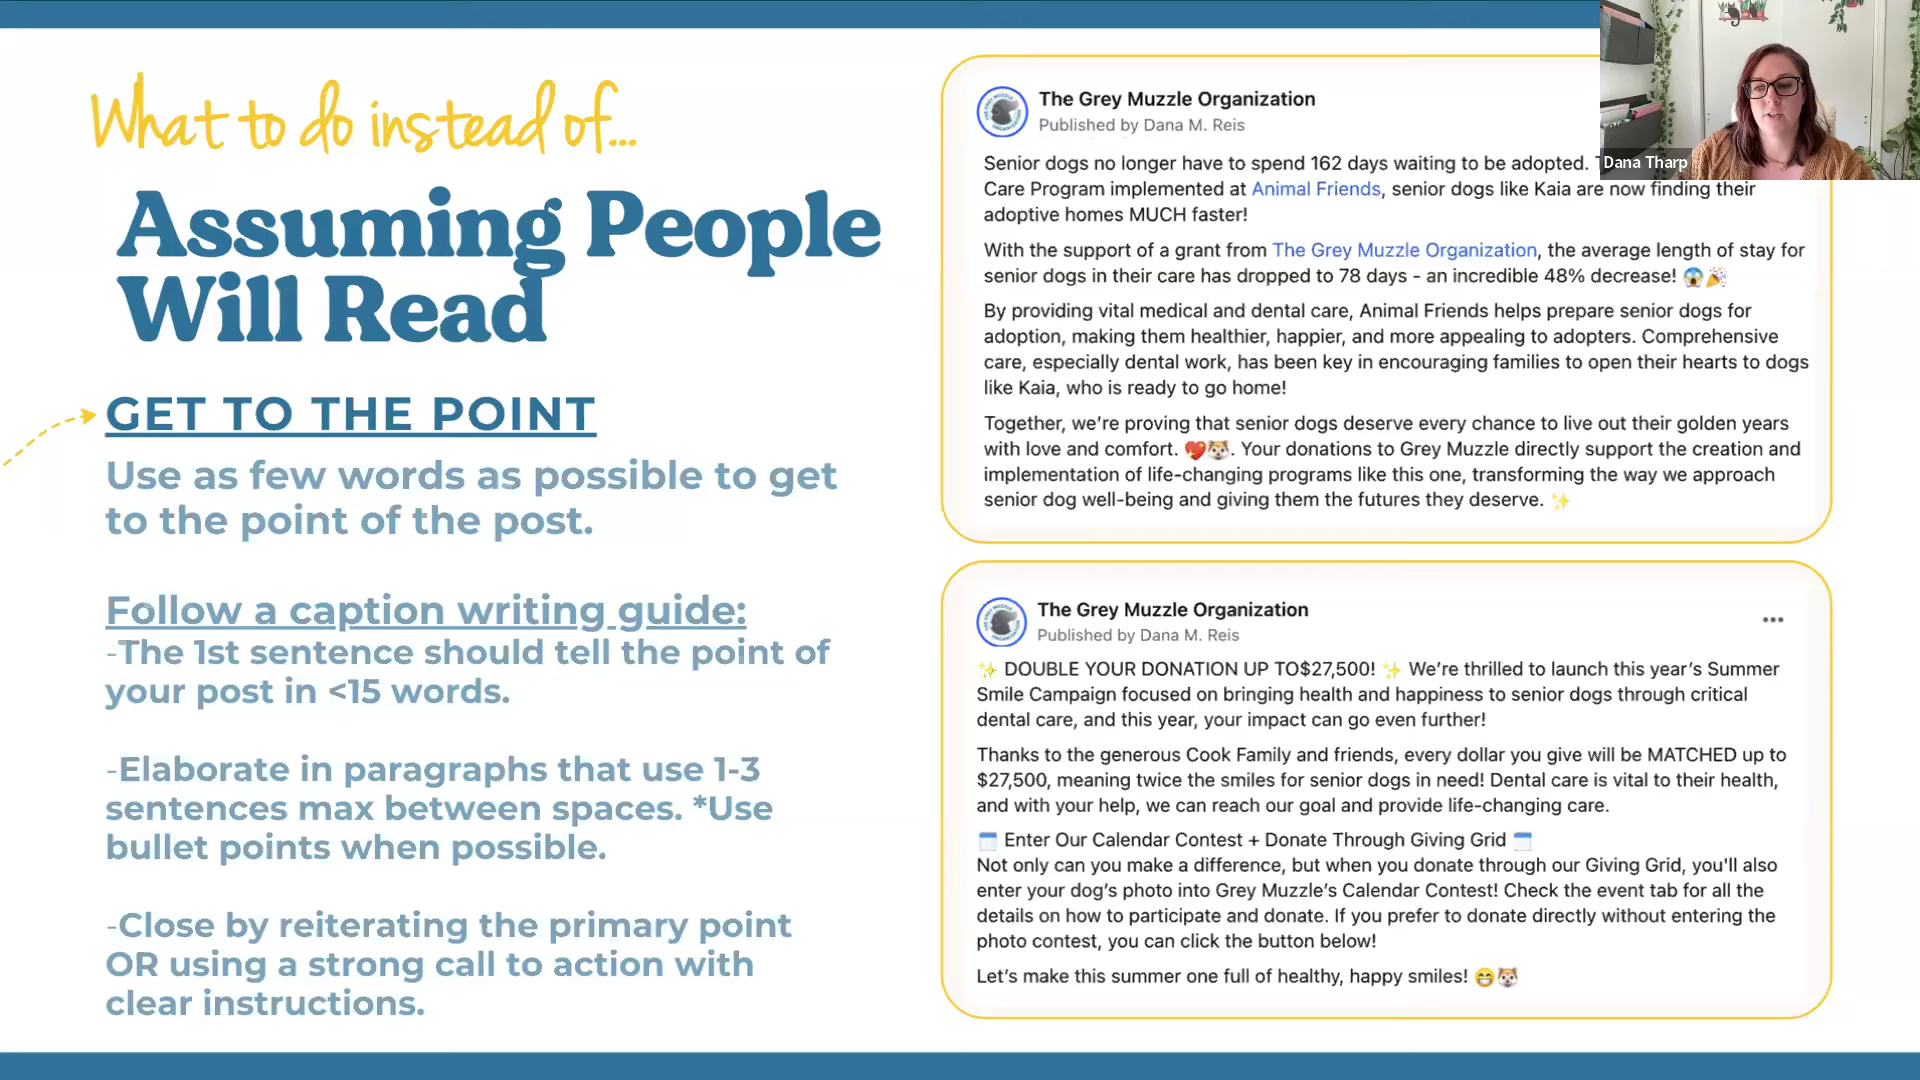 What to do instead of...
Assuming People
Will Read
GET TO THE POINT
Use as few words as possible to get
to the point of the post.
Follow a caption writing guide:
-The 1st sentence should tell the point of
your post in <15 words.
-Elaborate in paragraphs that use 1-3
sentences max between spaces. *Use
bullet points when possible.
-Close by reiterating the primary point
OR using a strong call to action with
clear instructions.
The Grey Muzzle Organization
Published by Dana M. Reis
Senior dogs no longer have to spend 162 days waiting to be adopted.
Care Program implemented at Animal Friends, senior dogs like Kaia are now finding their
adoptive homes MUCH faster!
With the support of a grant from The Grey Muzzle Organization, the average length of stay for
senior dogs in their care has dropped to 78 days - an incredible 48% decrease! 😱🎉
By providing vital medical and dental care, Animal Friends helps prepare senior dogs for
adoption, making them healthier, happier, and more appealing to adopters. Comprehensive
care, especially dental work, has been key in encouraging families to open their hearts to dogs
like Kaia, who is ready to go home!
Together, we're proving that senior dogs deserve every chance to live out their golden years
with love and comfort. 💖🐶. Your donations to Grey Muzzle directly support the creation and
implementation of life-changing programs like this one, transforming the way we approach
senior dog well-being and giving them the futures they deserve. ✨
The Grey Muzzle Organization
Published by Dana M. Reis
✨ DOUBLE YOUR DONATION UP TO$27,500! ✨ We're thrilled to launch this year's Summer
Smile Campaign focused on bringing health and happiness to senior dogs through critical
dental care, and this year, your impact can go even further!
Thanks to the generous Cook Family and friends, every dollar you give will be MATCHED up to
$27,500, meaning twice the smiles for senior dogs in need! Dental care is vital to their health,
and with your help, we can reach our goal and provide life-changing care.
🗓️ Enter Our Calendar Contest + Donate Through Giving Grid 🗓️
Not only can you make a difference, but when you donate through our Giving Grid, you'll also
enter your dog's photo into Grey Muzzle's Calendar Contest! Check the event tab for all the
details on how to participate and donate. If you prefer to donate directly without entering the
photo contest, you can click the button below!
Let's make this summer one full of healthy, happy smiles! 😁🐶
Dana Tharp